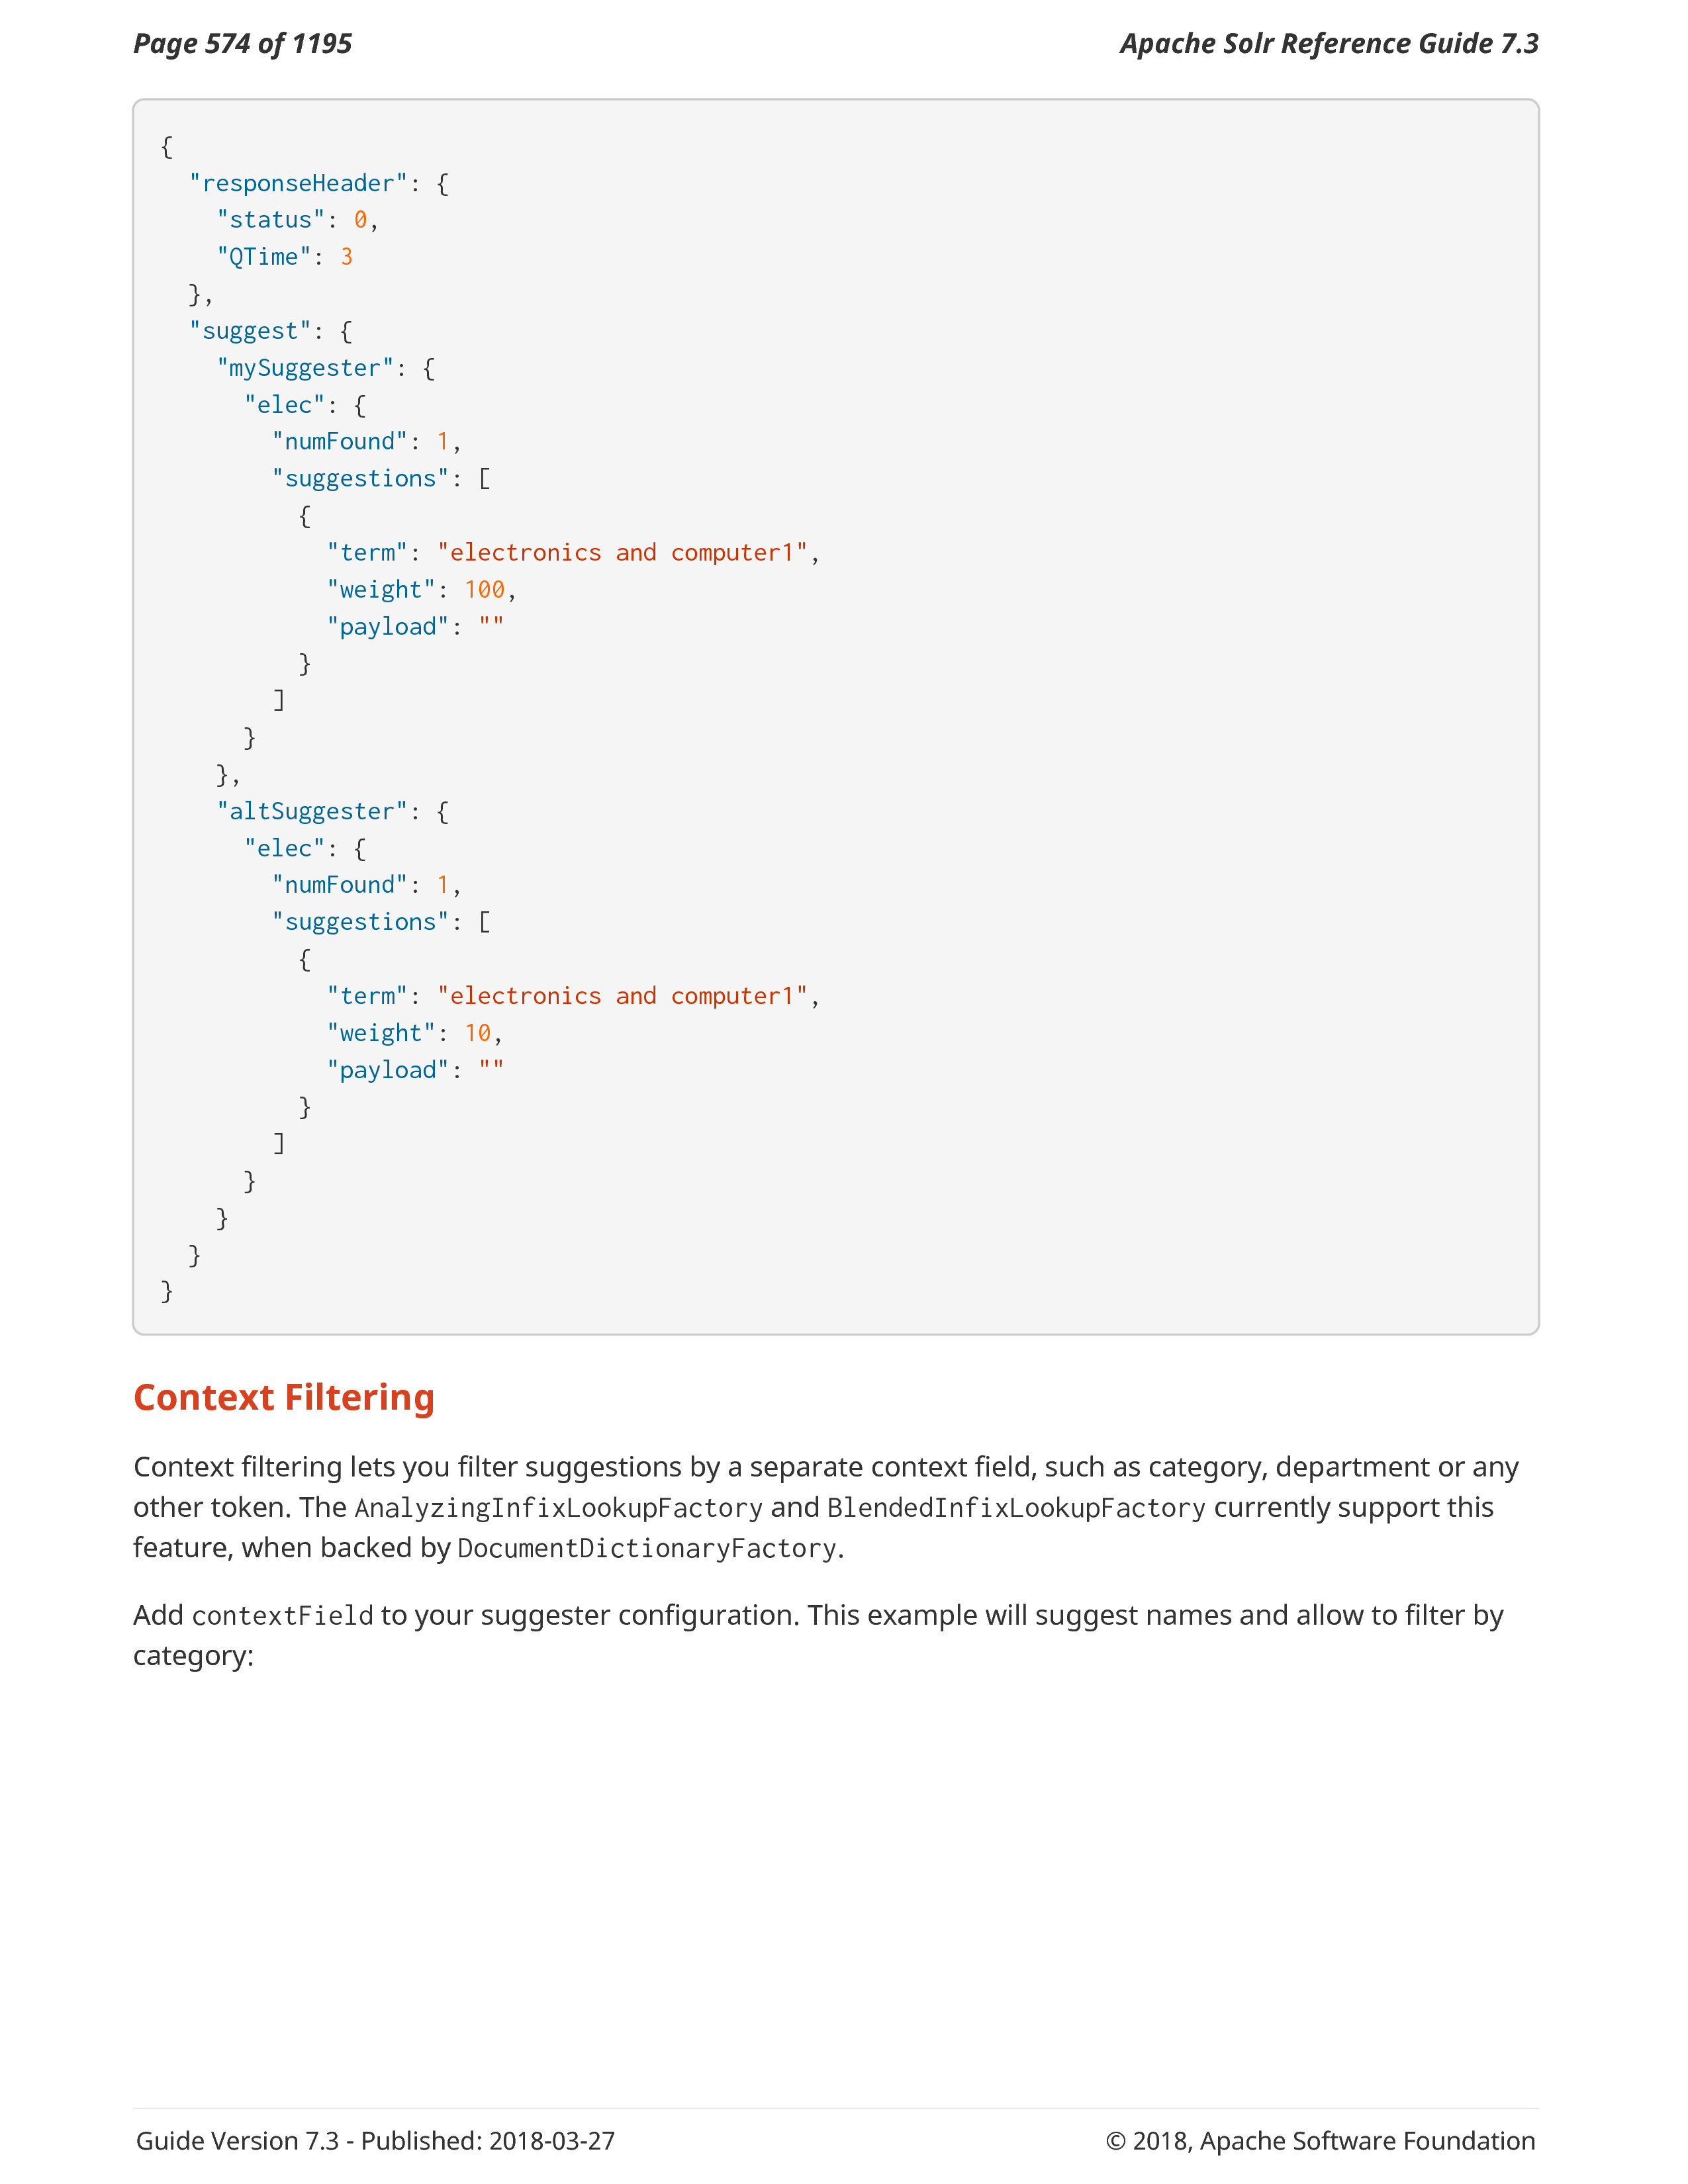 Page 574 of 1195
Apache Solr Reference Guide 7.3
{
  "responseHeader": {
    "status": 0,
    "QTime": 3
  },
  "suggest": {
    "mySuggester": {
      "elec": {
        "numFound": 1,
        "suggestions": [
          {
            "term": "electronics and computer1",
            "weight": 100,
            "payload": ""
          }
        ]
      }
    },
    "altSuggester": {
      "elec": {
        "numFound": 1,
        "suggestions": [
          {
            "term": "electronics and computer1",
            "weight": 10,
            "payload": ""
          }
        ]
      }
    }
  }
}
Context Filtering
Context filtering lets you filter suggestions by a separate context field, such as category, department or any
other token. The AnalyzingInfixLookupFactory and BlendedInfixLookupFactory currently support this
feature, when backed by DocumentDictionaryFactory.
Add contextField to your suggester configuration. This example will suggest names and allow to filter by
category:
Guide Version 7.3 - Published: 2018-03-27
© 2018, Apache Software Foundation